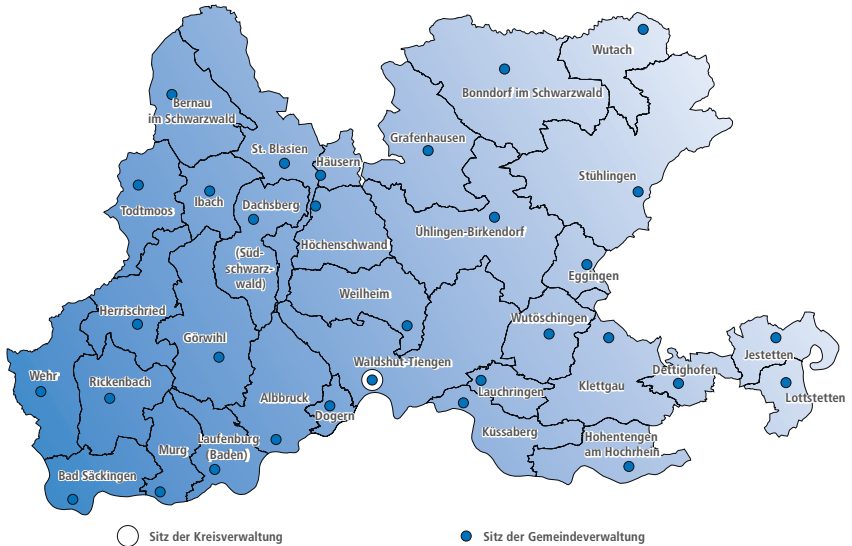 Wutach
Bonndorf im Schwarzwald
Bernau
im Schwarzwald
Grafenhausen
St. Blasien
Häusern
Stühlingen
Ibach
Dachsberg
Todtmoos
Ühlingen-Birkendorf
Höchenschwand
(Süd-
schwarz-
wald)
Eggingen
Weilheim
Herrischried
Wutöschingen
Görwihl
Jestetten
Waldshut-Tiengen
Dettighofen
Wehr
Rickenbach
Klettgau
Lauchringen
Lottstetten
Albbruck
Dogern
Küssaberg
Laufenburg
(Baden)
Hohentengen
am Hochrhein
Murg
Bad Säckingen
Sitz der Kreisverwaltung
Sitz der Gemeindeverwaltung